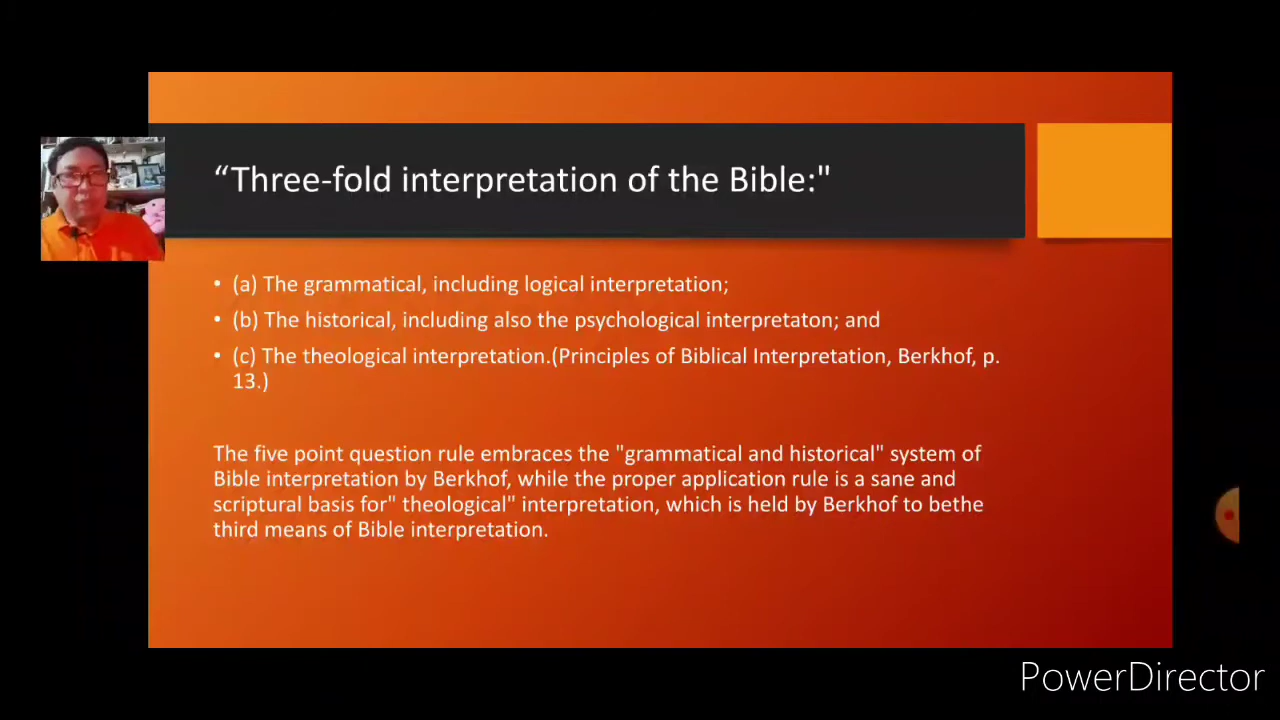 “Three-fold interpretation of the Bible:"
• (a) The grammatical, including logical interpretation;
• (b) The historical, including also the psychological interpretaton; and
• (c) The theological interpretation.(Principles of Biblical Interpretation, Berkhof, p.
13.)
The five point question rule embraces the "grammatical and historical" system of
Bible interpretation by Berkhof, while the proper application rule is a sane and
scriptural basis for" theological" interpretation, which is held by Berkhof to bethe
third means of Bible interpretation.
PowerDirector